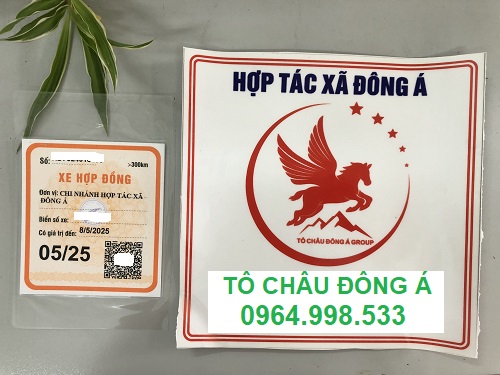 Số:
>300km
XE HỢP ĐỒNG
Đơn vị: CHI NHÁNH HỢP TÁC XÃ
ĐÔNG Á
Biển số xe:
Có giá trị đến: 8/5/2025
05/25
HỢP TÁC XÃ ĐÔNG Á
TÔ CHÂU ĐÔNG Á GROUP
TÔ CHÂU ĐÔNG Á
0964.998.533